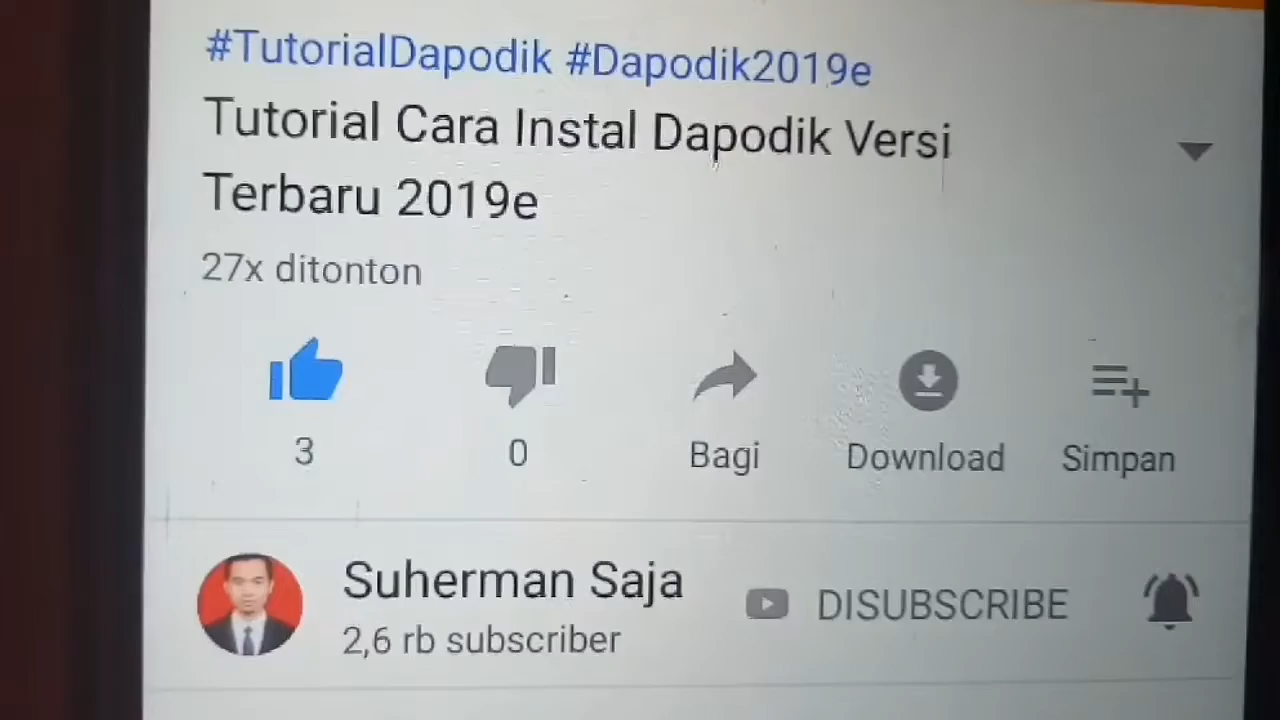 #TutorialDapodik #Dapodik2019e
Tutorial Cara Instal Dapodik Versi
Terbaru 2019e
27x ditonton
3
0
Bagi
Download
Simpan
Suherman Saja
DISUBSCRIBE
2,6 rb subscriber